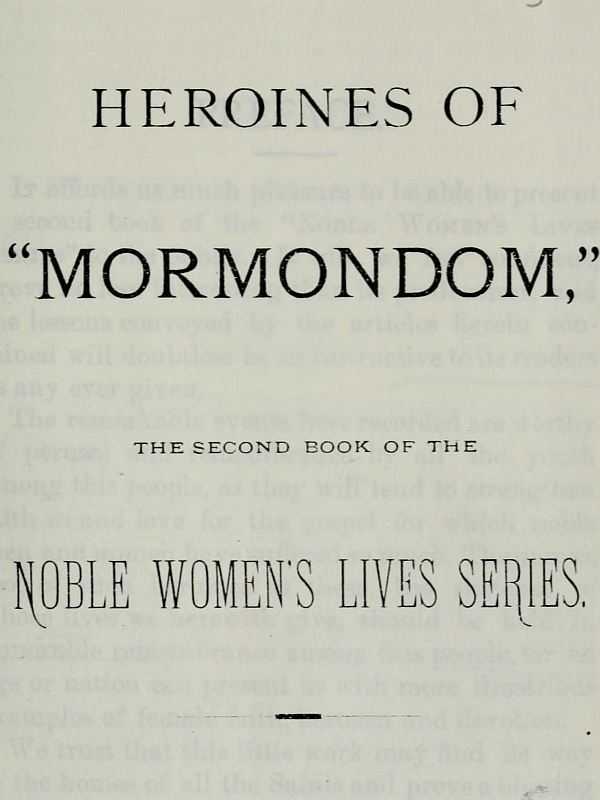 HEROINES OF
“MORMONDOM,”
THE SECOND BOOK OF THE
NOBLE WOMEN'S LIVES SERIES.